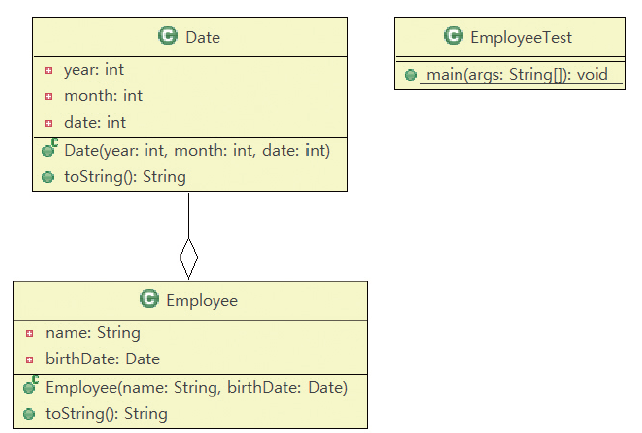 Date
year: int
month: int
date: int
Date(year: int, month: int, date: int)
toString(): String
EmployeeTest
main(args: String[]): void
Employee
name: String
birthDate: Date
Employee(name: String, birthDate: Date)
toString(): String